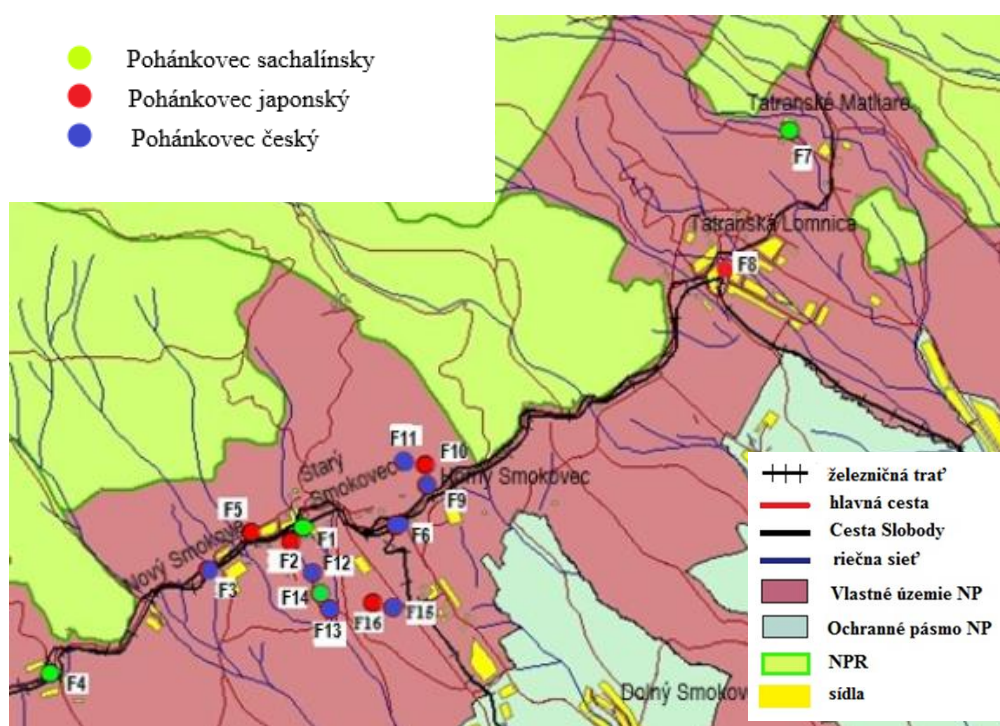 Pohánkovec sachalínsky
Pohánkovec japonský
Pohánkovec český
Tatranské Matliare
F7
Tatranská Lomnica
F8
Starý
Smokovec
F11
F10
Horný Smokovec
F9
F5
F1
F6
Nový Smokovec
F2
F12
F3
F14
F13
F16
F15
F4
Dolný Smokov
železničná trať
hlavná cesta
Cesta Slobody
riečna sieť
Vlastné územie NP
Ochranné pásmo NP
NPR
sídla